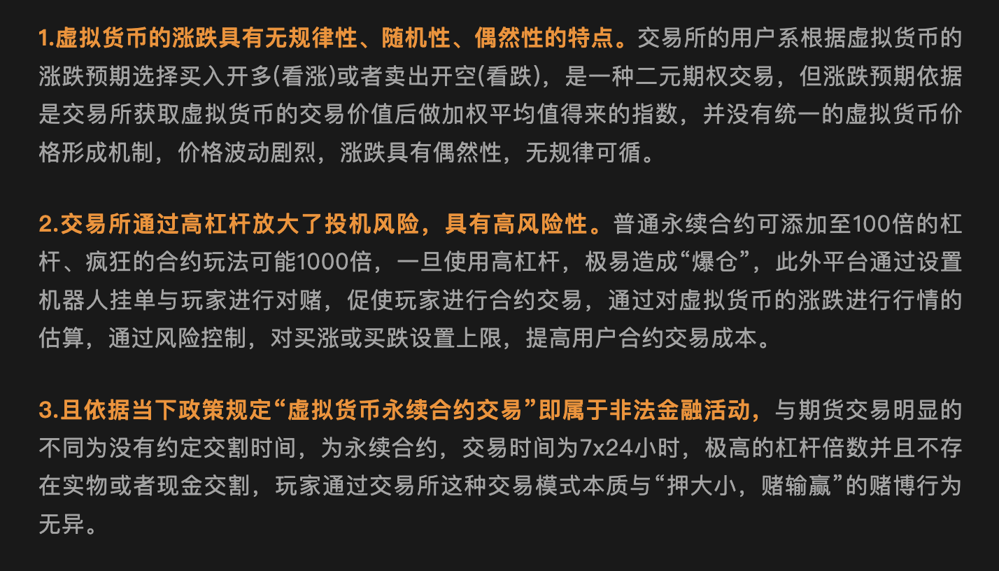 1.虚拟货币的涨跌具有无规律性、随机性、偶然性的特点。交易所的用户系根据虚拟货币的
涨跌预期选择买入开多(看涨)或者卖出开空(看跌)，是一种二元期权交易，但涨跌预期依据
是交易所获取虚拟货币的交易价值后做加权平均值得来的指数，并没有统一的虚拟货币价
格形成机制，价格波动剧烈，涨跌具有偶然性，无规律可循。
2.交易所通过高杠杆放大了投机风险，具有高风险性。普通永续合约可添加至100倍的杠
杆、疯狂的合约玩法可能1000倍，一旦使用高杠杆，极易造成“爆仓”，此外平台通过设置
机器人挂单与玩家进行对赌，促使玩家进行合约交易，通过对虚拟货币的涨跌进行行情的
估算，通过风险控制，对买涨或买跌设置上限，提高用户合约交易成本。
3.且依据当下政策规定“虚拟货币永续合约交易”即属于非法金融活动，与期货交易明显的
不同为没有约定交割时间，为永续合约，交易时间为7x24小时，极高的杠杆倍数并且不存
在实物或者现金交割，玩家通过交易所这种交易模式本质与“押大小，赌输赢”的赌博行为
无异。